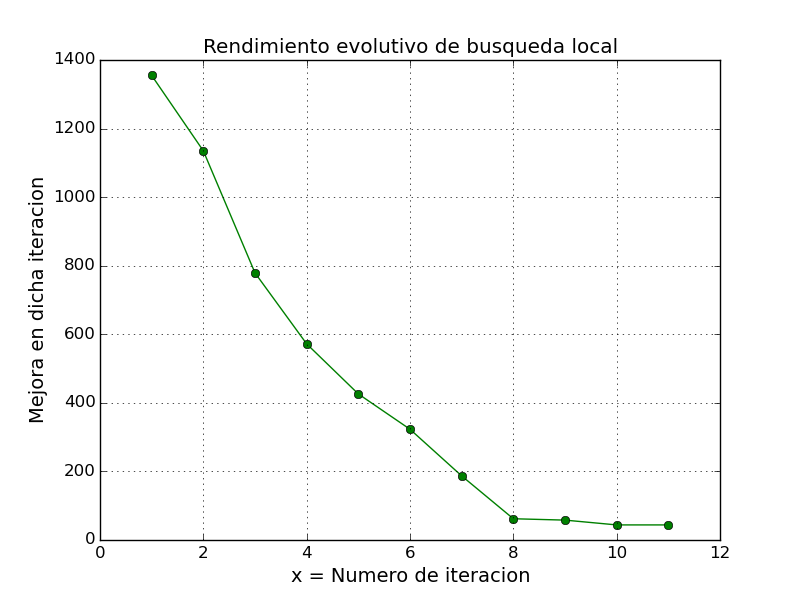 Rendimiento evolutivo de busqueda local
1400
1200
1000
800
600
400
200
0
0 2 4 6 8 10 12
Mejora en dicha iteracion
x = Numero de iteracion